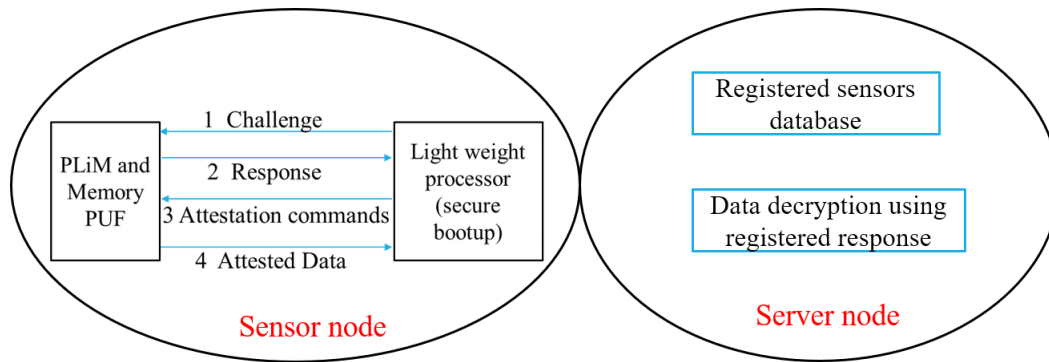 PLiM and
Memory
PUF
1 Challenge
2 Response
3 Attestation commands
4 Attested Data
Light weight
processor
(secure
bootup)
Sensor node
Registered sensors
database
Data decryption using
registered response
Server node